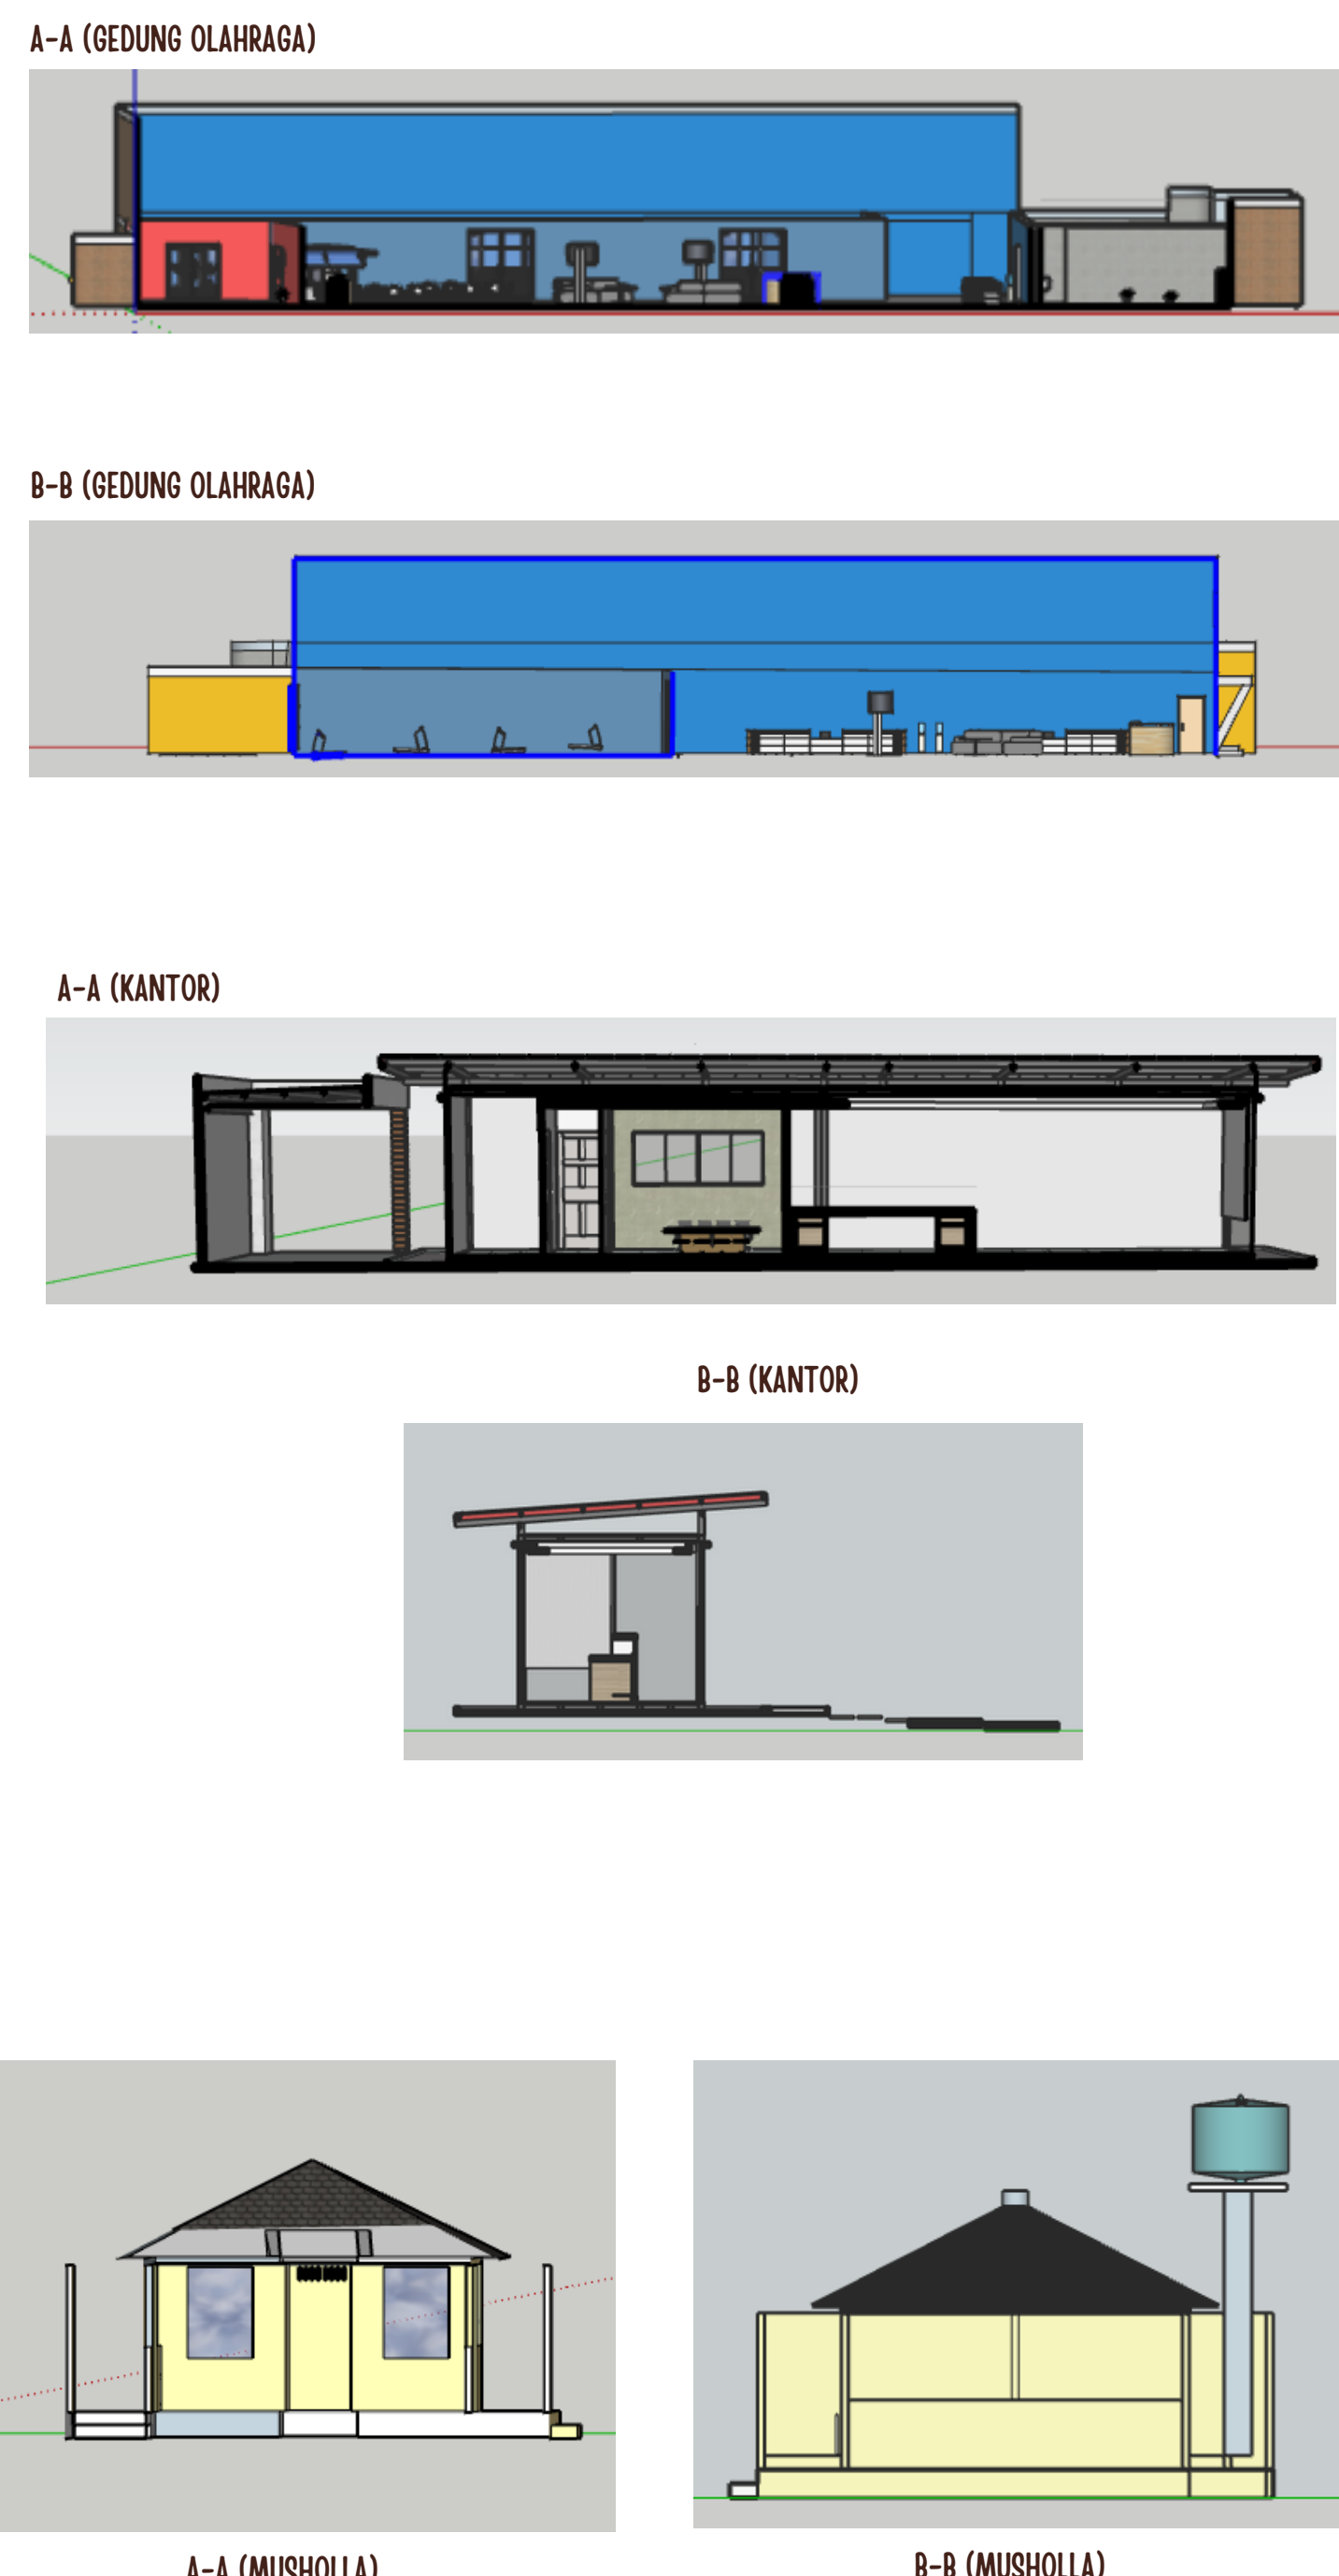 A-A (GEDUNG OLAHRAGA)
B-B (GEDUNG OLAHRAGA)
A-A (KANTOR)
B-B (KANTOR)
A-A (MUSHOLLA)
B-B (MUSHOLLA)